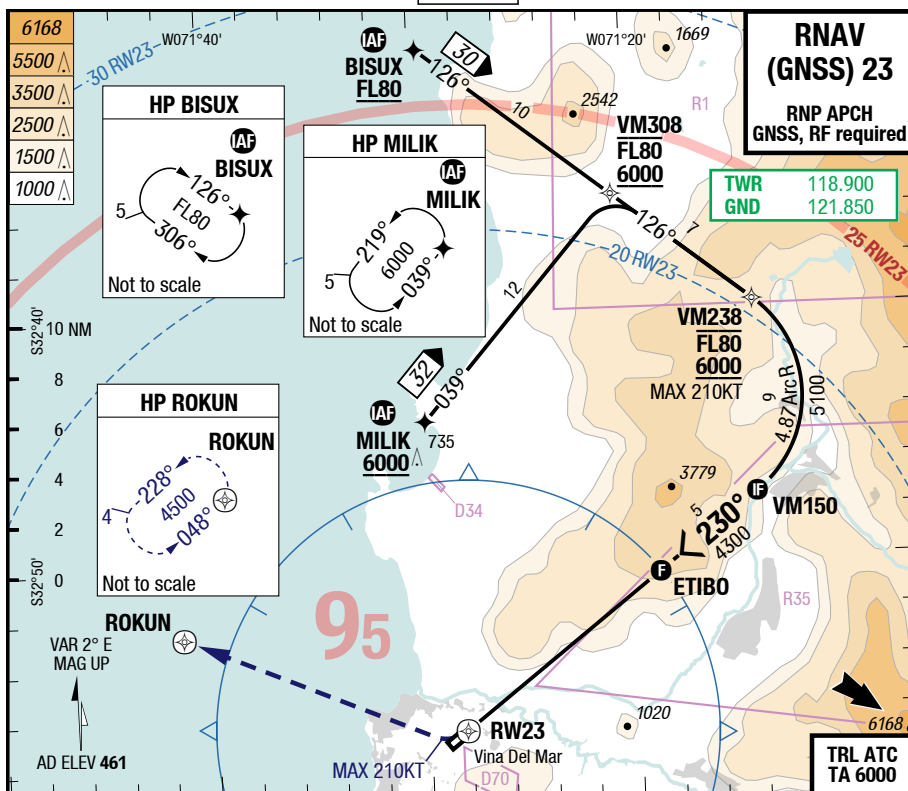 6168
5500
3500
2500
1500
1000
W071°40'
W071°20'
30 RW23
IAF
BISUX
FL80
30
126°
10
2542
1669
R1
RNAV
(GNSS) 23
RNP APCH
GNSS, RF required
HP BISUX
IAF
BISUX
126°
FL80
306°
5
Not to scale
HP MILIK
IAF
MILIK
219°
6000
039°
5
Not to scale
VM308
FL80
6000
TWR 118.900
GND 121.850
126°
7
20 RW23
25 RW23
12
S32°40'
10 NM
8
6
4
2
0
S32°50'
VM238
FL80
6000
MAX 210KT
32
039°
IAF
MILIK
6000
735
D34
9
4.87 Arc R
5100
HP ROKUN
ROKUN
228°
4500
048°
4
Not to scale
3779
IF
VM150
5
230°
4300
F
ETIBO
R35
ROKUN
95
VAR 2° E
MAG UP
AD ELEV 461
MAX 210KT
RW23
Vina Del Mar
D70
1020
6168
TRL ATC
TA 6000